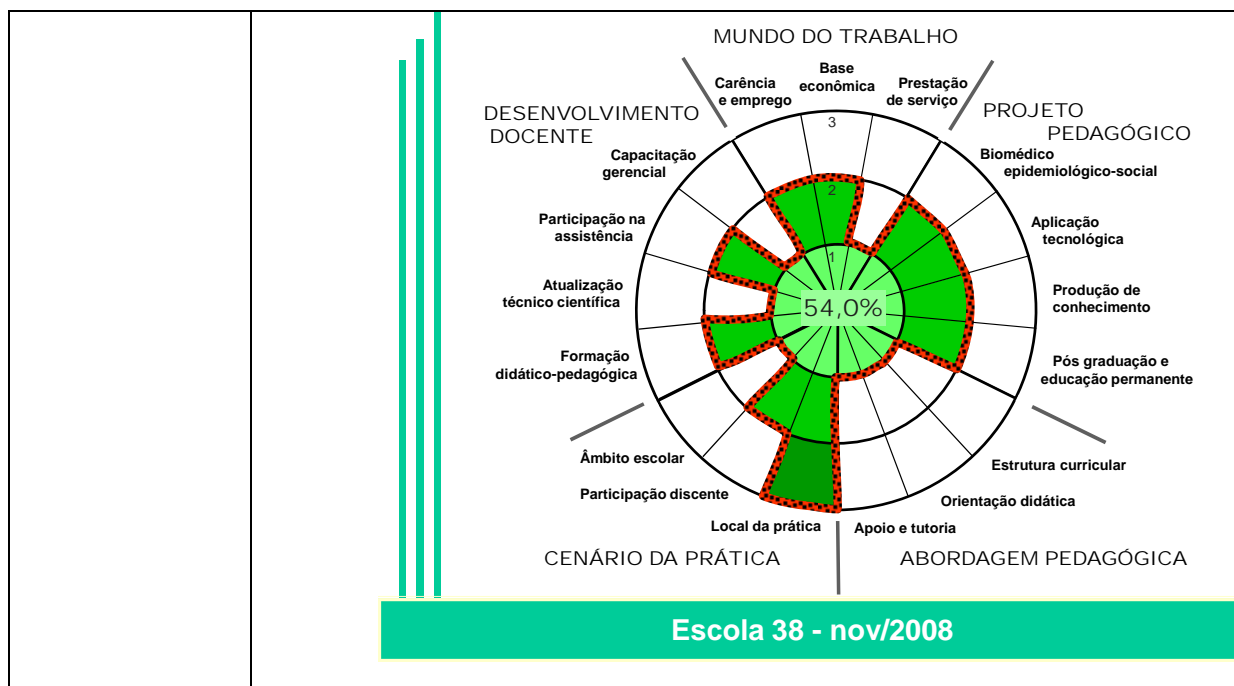 MUNDO DO TRABALHO
Carência
e emprego
Base
econômica
Prestação
de serviço
DESENVOLVIMENTO
DOCENTE
PROJETO
PEDAGÓGICO
Capacitação
gerencial
Biomédico
epidemiológico-social
Participação na
assistência
Aplicação
tecnológica
Atualização
técnico científica
Produção de
conhecimento
Formação
didático-pedagógica
Pós graduação e
educação permanente
3
2
1
54,0%
Âmbito escolar
Estrutura curricular
Participação discente
Orientação didática
Local da prática
Apoio e tutoria
CENÁRIO DA PRÁTICA
ABORDAGEM PEDAGÓGICA
Escola 38 - nov/2008